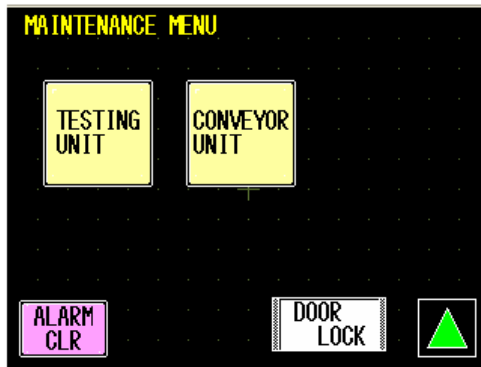 MAINTENANCE MENU
TESTING
UNIT
CONVEYOR
UNIT
ALARM
CLR
DOOR
LOCK